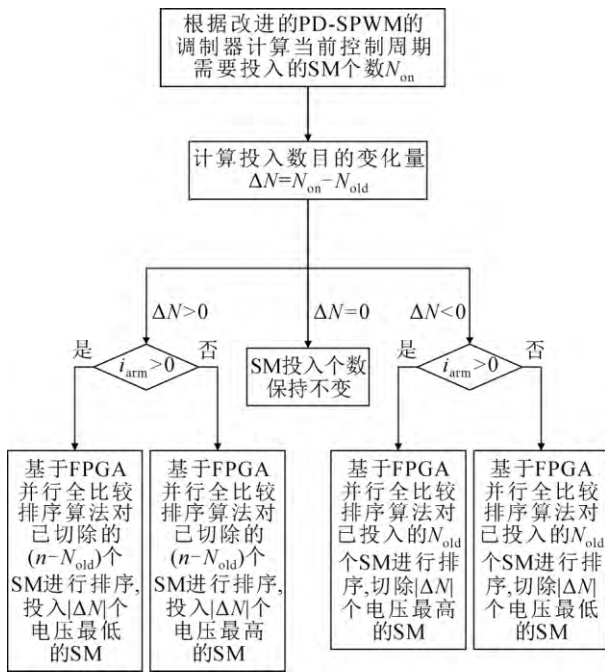 根据改进的PD-SPWM的
调制器计算当前控制周期
需要投入的SM个数N_on
计算投入数目的变化量
ΔN=N_on−N_old
ΔN>0
ΔN=0
ΔN<0
是
i_arm>0
否
SM投入个数
保持不变
是
i_arm>0
否
基于FPGA
并行全比较
排序算法对
已切除的
(n−N_old)个
SM进行排序,
投入|ΔN|个
电压最低
的SM
基于FPGA
并行全比较
排序算法对
已切除的
(n−N_old)个
SM进行排序,
投入|ΔN|个
电压最高
的SM
基于FPGA
并行全比较
排序算法对
已投入的N_old
个SM进行排
序,切除|ΔN|
个电压最高
的SM
基于FPGA
并行全比较
排序算法对
已投入的N_old
个SM进行排
序,切除|ΔN|
个电压最低
的SM